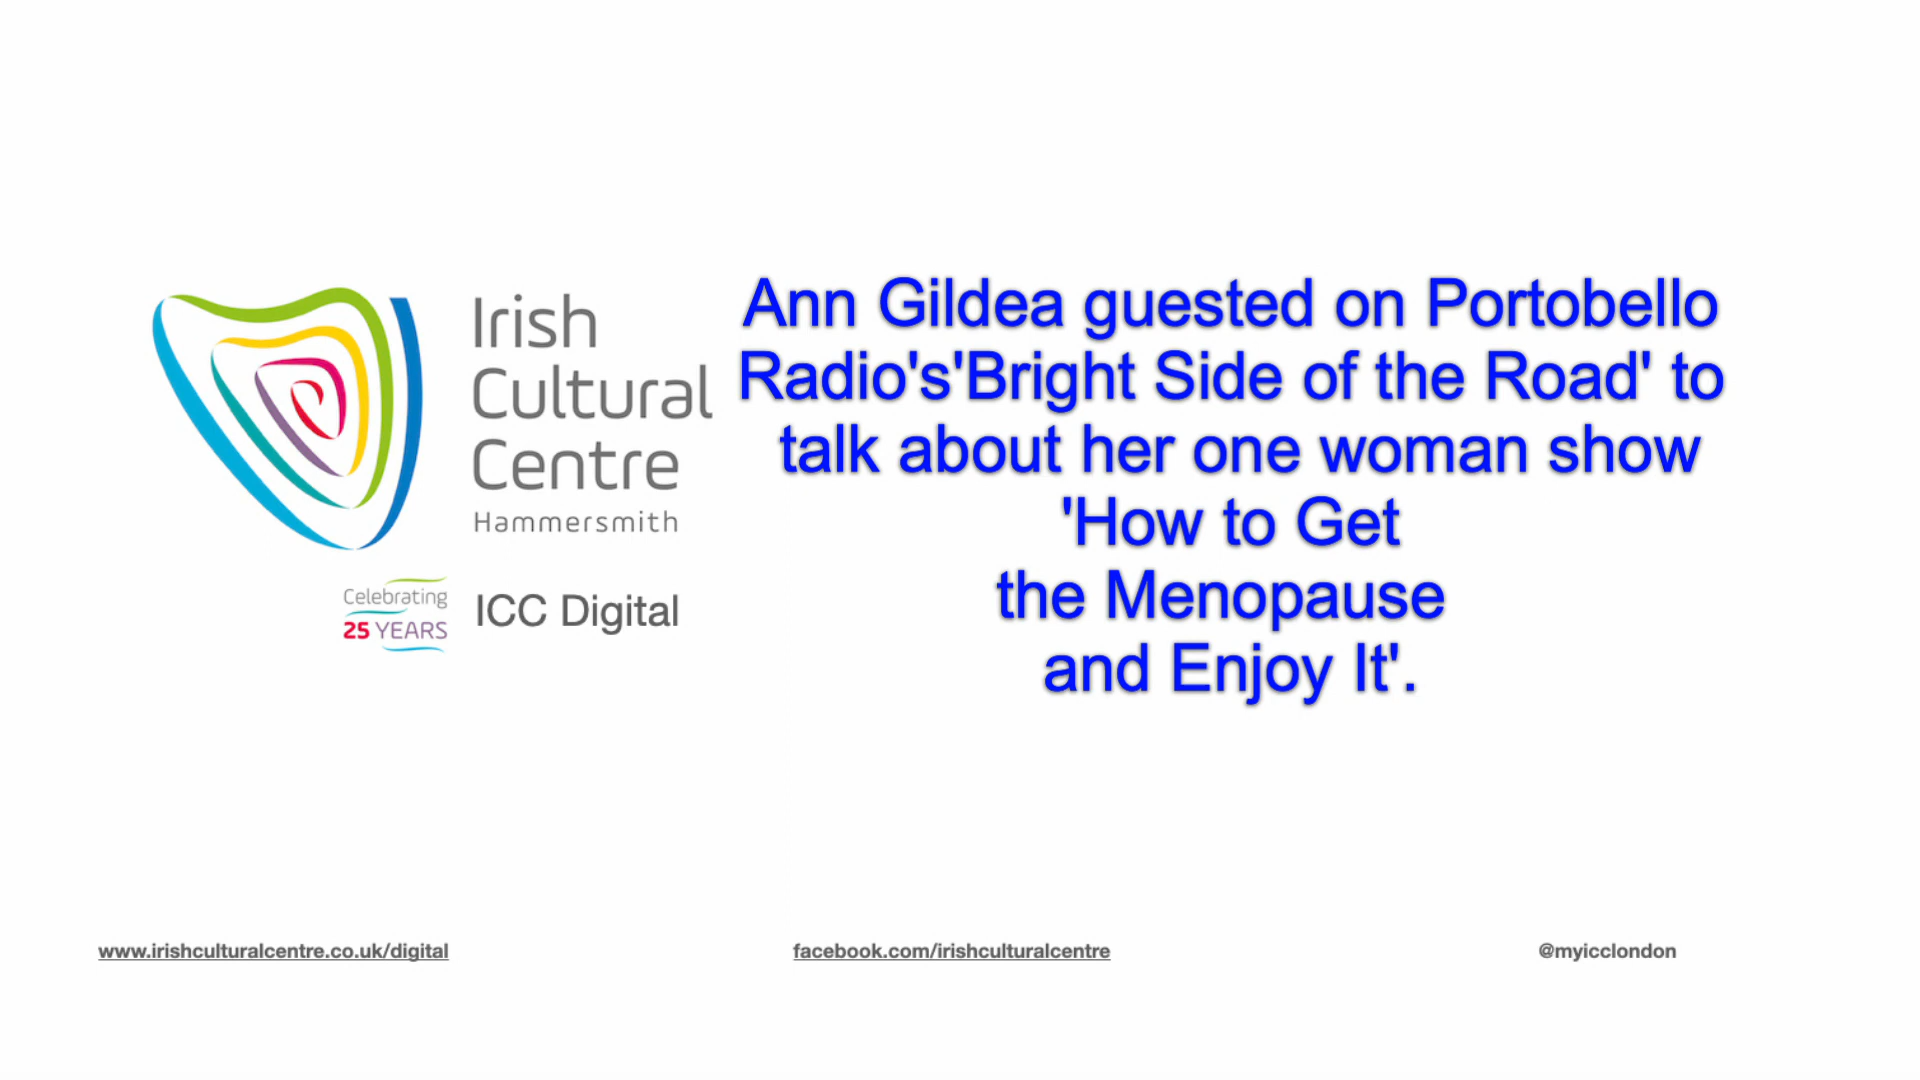 Irish
Cultural
Centre
Hammersmith
Celebrating
25 YEARS
ICC Digital
Ann Gildea guested on Portobello
Radio's'Bright Side of the Road' to
talk about her one woman show
'How to Get
the Menopause
and Enjoy It'.
www.irishculturalcentre.co.uk/digital
facebook.com/irishculturalcentre
@myicclondon